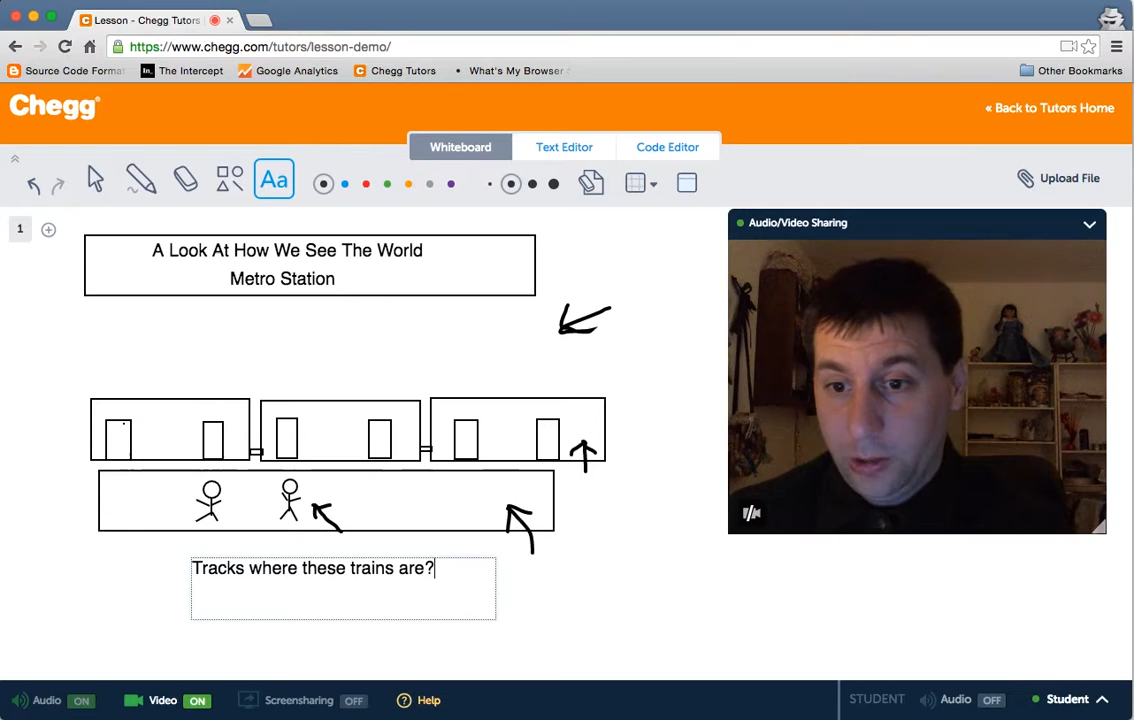 Lesson - Chegg Tutors
https://www.chegg.com/tutors/lesson-demo/
Source Code Format
The Intercept
Google Analytics
Chegg Tutors
What's My Browser
Other Bookmarks
Chegg®
« Back to Tutors Home
Whiteboard
Text Editor
Code Editor
Aa
Upload File
1
Audio/Video Sharing
A Look At How We See The World
Metro Station
Tracks where these trains are?
Audio ON
Video ON
Screensharing OFF
? Help
STUDENT
Audio OFF
Student